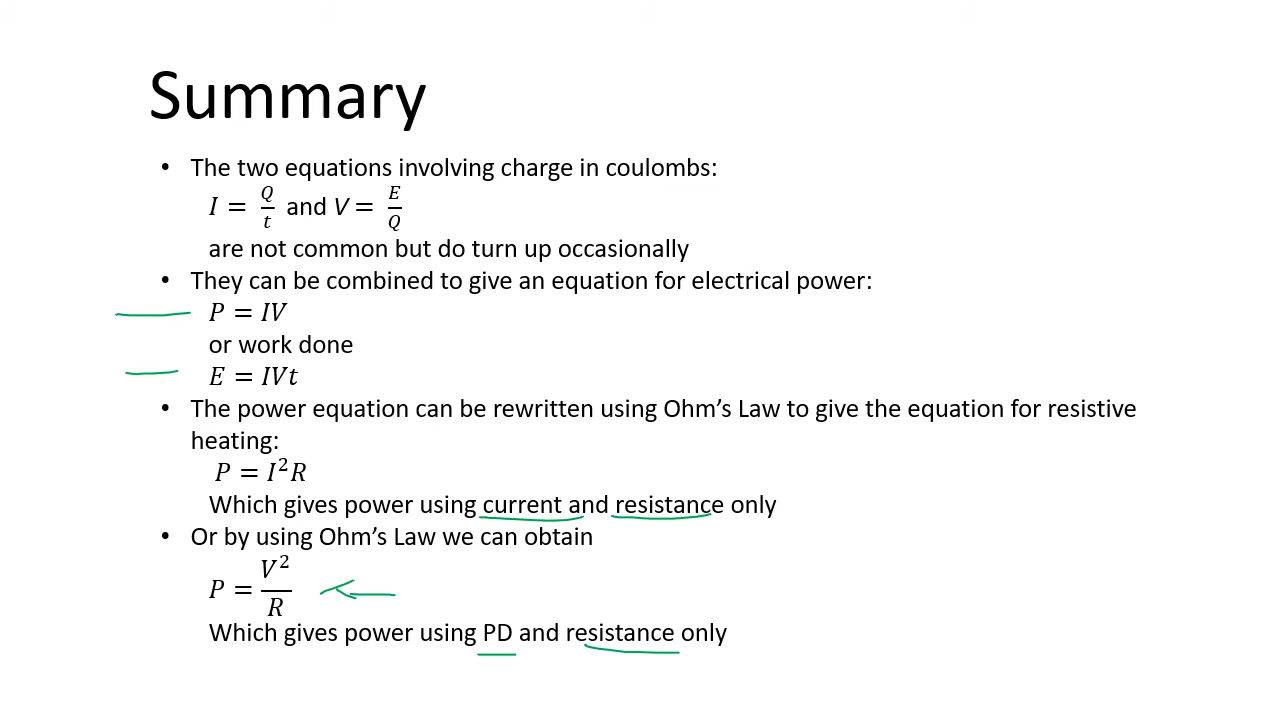 Summary
• The two equations involving charge in coulombs:
I = Q/t and V = E/Q
are not common but do turn up occasionally
• They can be combined to give an equation for electrical power:
P = IV
or work done
E = IVt
• The power equation can be rewritten using Ohm’s Law to give the equation for resistive
heating:
P = I²R
Which gives power using current and resistance only
• Or by using Ohm’s Law we can obtain
P = V²/R
Which gives power using PD and resistance only